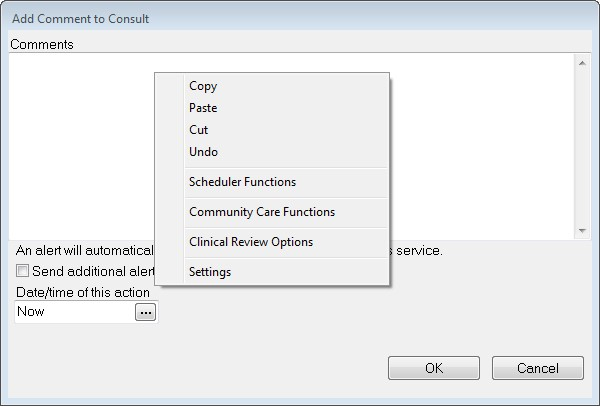 Add Comment to Consult
Comments
Copy
Paste
Cut
Undo
Scheduler Functions
Community Care Functions
Clinical Review Options
Settings
An alert will automatical s service.
Send additional alert
Date/time of this action
Now ...
OK Cancel